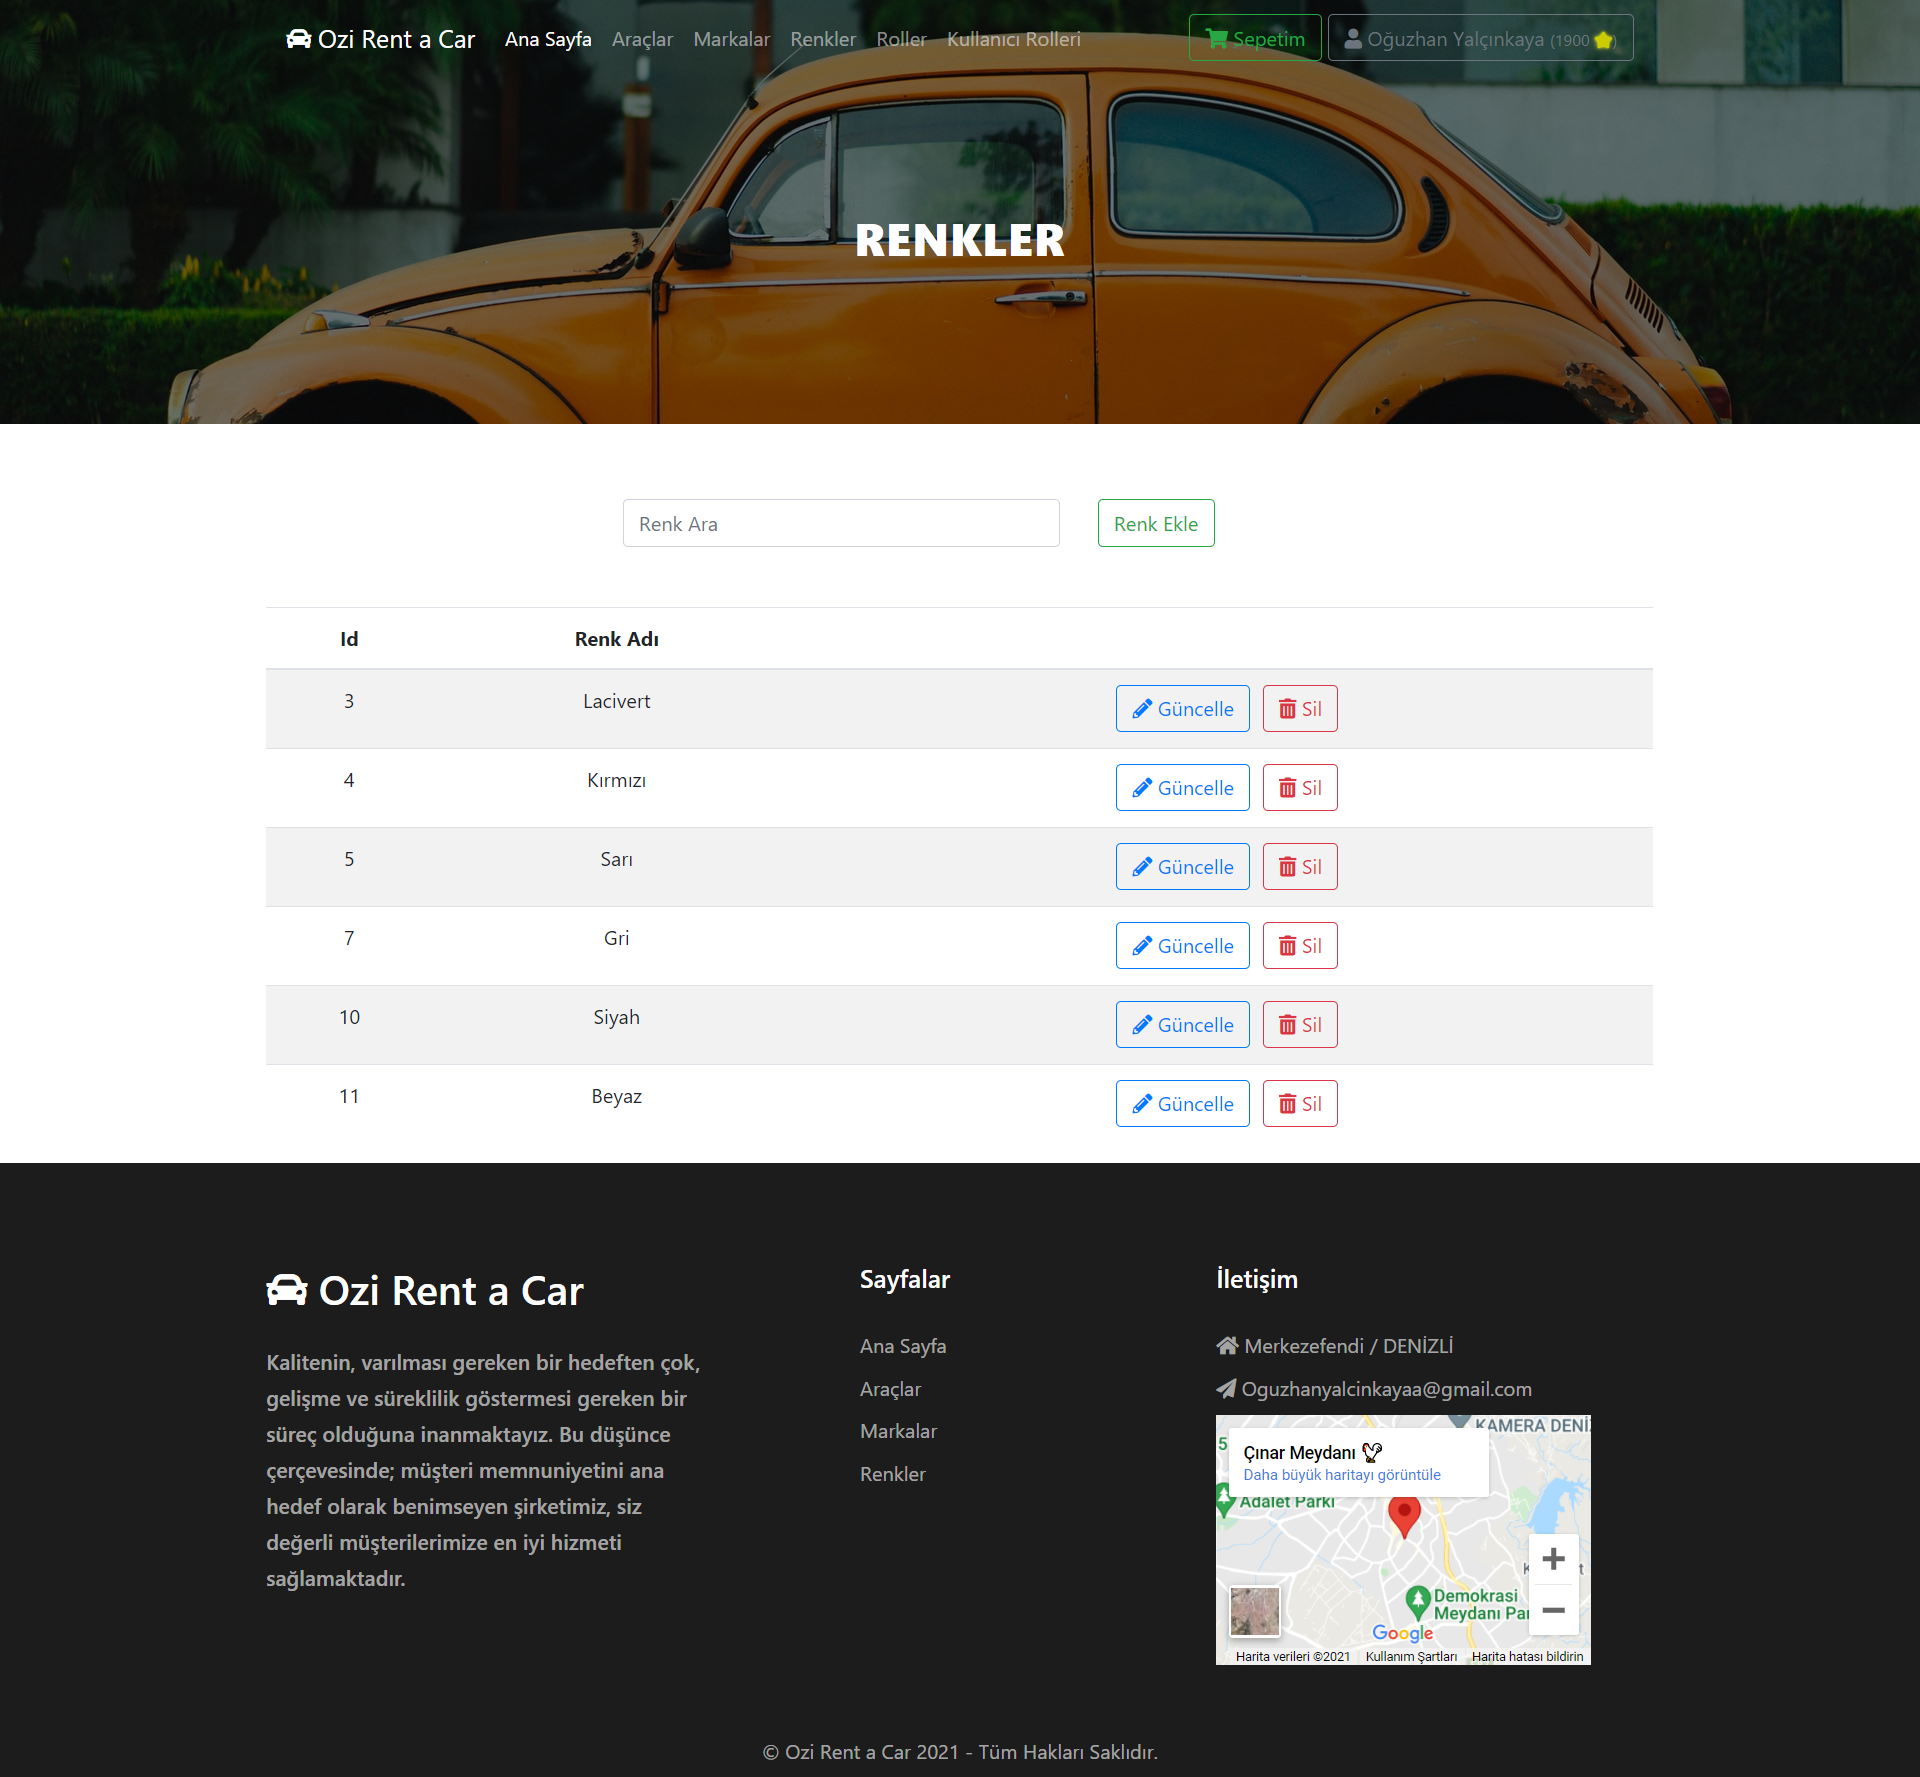 Ozi Rent a Car Ana Sayfa Araçlar Markalar Renkler Roller Kullanıcı Rolleri Sepetim Oğuzhan Yalçınkaya (1900 )
RENKLER
Renk Ara Renk Ekle
Id Renk Adı
3 Lacivert Güncelle Sil
4 Kırmızı Güncelle Sil
5 Sarı Güncelle Sil
7 Gri Güncelle Sil
10 Siyah Güncelle Sil
11 Beyaz Güncelle Sil
Ozi Rent a Car
Kalitenin, varılması gereken bir hedeften çok,
gelişme ve süreklilik göstermesi gereken bir
süreç olduğuna inanmaktayız. Bu düşünce
çerçevesinde; müşteri memnuniyetini ana
hedef olarak benimseyen şirketimiz, siz
değerli müşterilerimize en iyi hizmeti
sağlamaktadır.
Sayfalar
Ana Sayfa
Araçlar
Markalar
Renkler
İletişim
Merkezefendi / DENİZLİ
Oguzhanyalcinkayaa@gmail.com
KAMERA DENİZ
5
Çınar Meydanı
Daha büyük haritayı görüntüle
Adalet Parkı
Demokrasi
Meydanı Par
Google
Harita verileri ©2021 Kullanım Şartları Harita hatası bildirin
© Ozi Rent a Car 2021 - Tüm Hakları Saklıdır.